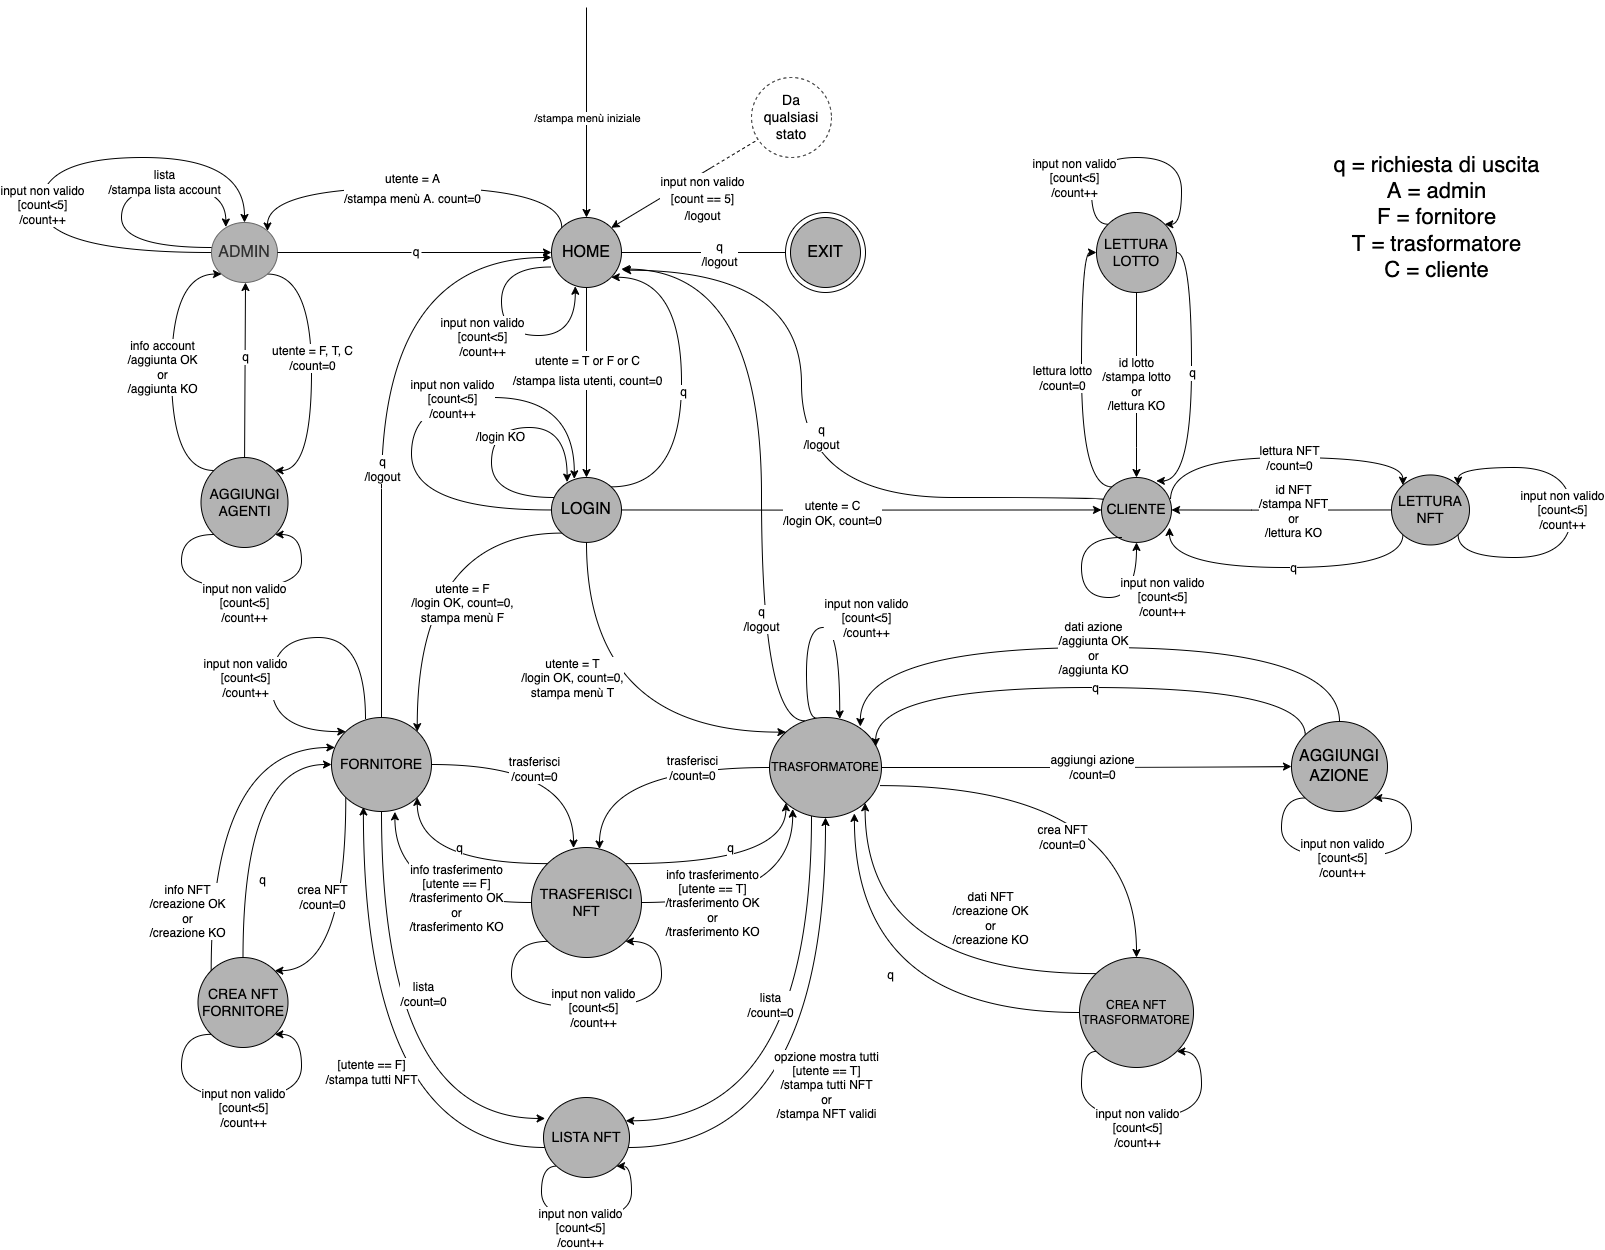 /stampa menù iniziale
Da
qualsiasi
stato
input non valido
[count == 5]
/logout
q = richiesta di uscita
A = admin
F = fornitore
T = trasformatore
C = cliente
input non valido
[count<5]
/count++
lista
/stampa lista account
utente = A
/stampa menù A. count=0
ADMIN
q
HOME
q
/logout
EXIT
input non valido
[count<5]
/count++
LETTURA
LOTTO
input non valido
[count<5]
/count++
info account
/aggiunta OK
or
/aggiunta KO
q
utente = F, T, C
/count=0
utente = T or F or C
/stampa lista utenti, count=0
q
input non valido
[count<5]
/count++
/login KO
lettura lotto
/count=0
id lotto
/stampa lotto
or
/lettura KO
q
q
/logout
q
/logout
AGGIUNGI
AGENTI
LOGIN
utente = C
/login OK, count=0
CLIENTE
lettura NFT
/count=0
id NFT
/stampa NFT
or
/lettura KO
LETTURA
NFT
input non valido
[count<5]
/count++
q
input non valido
[count<5]
/count++
input non valido
[count<5]
/count++
utente = F
/login OK, count=0,
stampa menù F
utente = T
/login OK, count=0,
stampa menù T
q
/logout
input non valido
[count<5]
/count++
dati azione
/aggiunta OK
or
/aggiunta KO
q
input non valido
[count<5]
/count++
FORNITORE
trasferisci
/count=0
trasferisci
/count=0
TRASFORMATORE
aggiungi azione
/count=0
AGGIUNGI
AZIONE
input non valido
[count<5]
/count++
crea NFT
/count=0
q
q
info trasferimento
[utente == F]
/trasferimento OK
or
/trasferimento KO
TRASFERISCI
NFT
info trasferimento
[utente == T]
/trasferimento OK
or
/trasferimento KO
input non valido
[count<5]
/count++
info NFT
/creazione OK
or
/creazione KO
q
crea NFT
/count=0
dati NFT
/creazione OK
or
/creazione KO
q
CREA NFT
FORNITORE
CREA NFT
TRASFORMATORE
lista
/count=0
lista
/count=0
[utente == F]
/stampa tutti NFT
opzione mostra tutti
[utente == T]
/stampa tutti NFT
or
/stampa NFT validi
input non valido
[count<5]
/count++
input non valido
[count<5]
/count++
LISTA NFT
input non valido
[count<5]
/count++